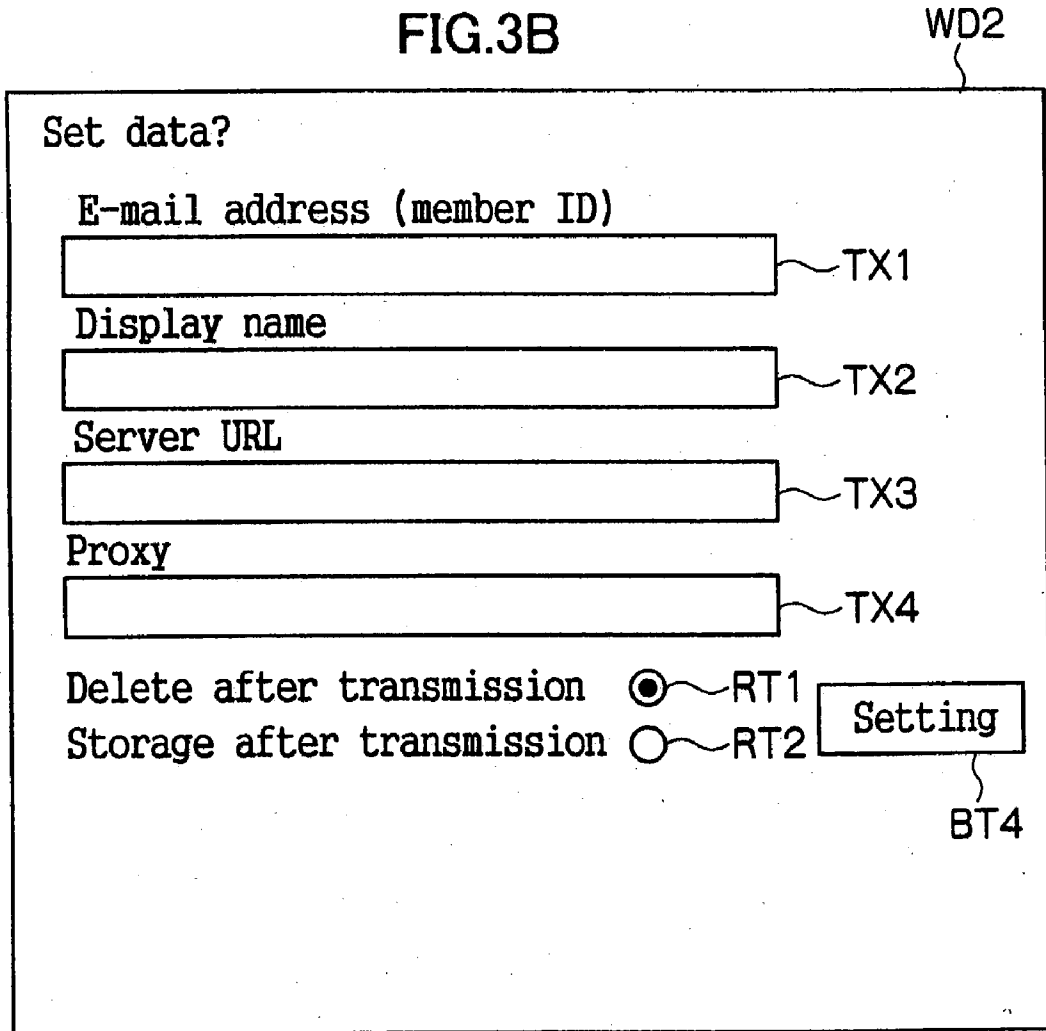 FIG.3B
WD2
Set data?
E-mail address (member ID)
TX1
Display name
TX2
Server URL
TX3
Proxy
TX4
Delete after transmission RT1
Storage after transmission RT2
Setting
BT4